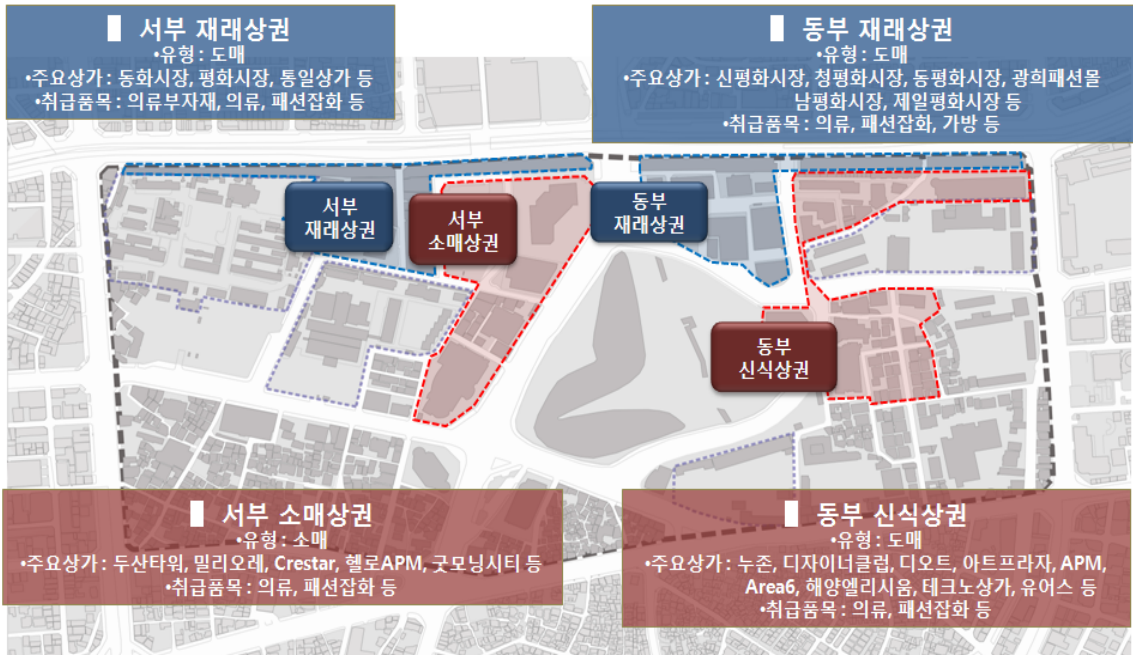 서부 재래상권
•유형 : 도매
•주요상가 : 동화시장, 평화시장, 통일상가 등
•취급품목 : 의류부자재, 의류, 패션잡화 등
동부 재래상권
•유형 : 도매
•주요상가 : 신평화시장, 청평화시장, 동평화시장, 광희패션몰
남평화시장, 제일평화시장 등
•취급품목 : 의류, 패션잡화, 가방 등
서부
재래상권
서부
소매상권
동부
재래상권
동부
신식상권
서부 소매상권
•유형 : 소매
•주요상가 : 두산타워, 밀리오레, Crestar, 헬로APM, 굿모닝시티 등
•취급품목 : 의류, 패션잡화 등
동부 신식상권
•유형 : 도매
•주요상가 : 누존, 디자이너클럽, 디오트, 아트프라자, APM,
Area6, 해양엘리시움, 테크노상가, 유어스 등
•취급품목 : 의류, 패션잡화 등